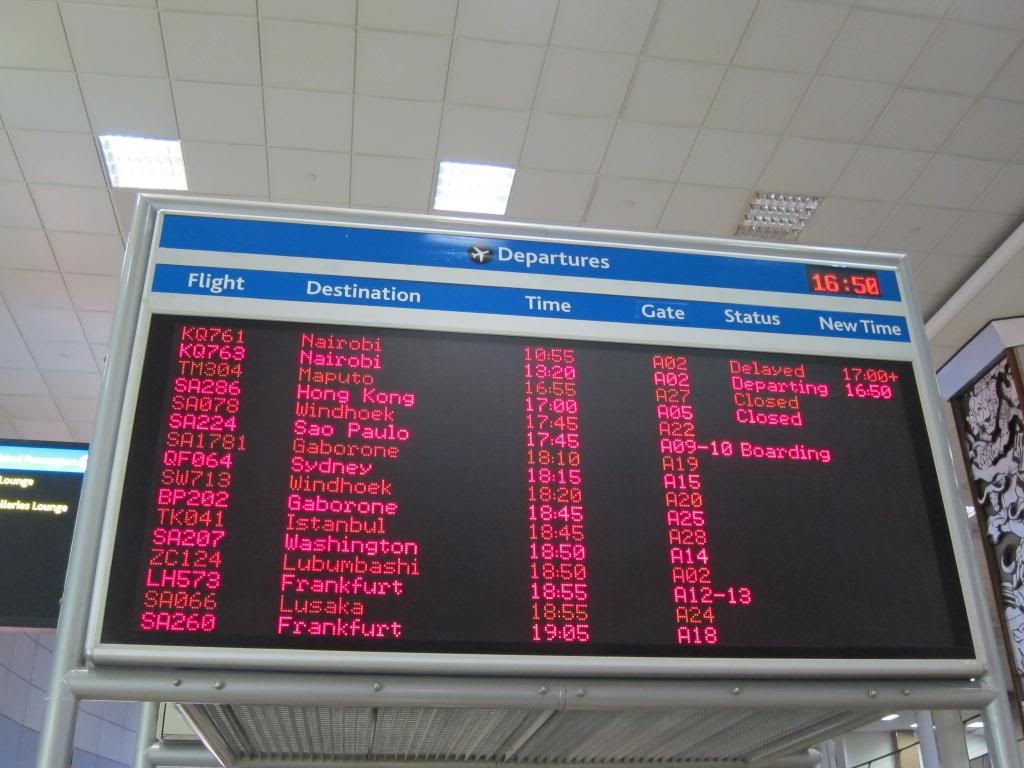 Departures
16:50
Flight Destination Time Gate Status New Time
KQ761 Nairobi 10:55 A02 Delayed 17:00+
KQ763 Nairobi 13:20 A02 Departing 16:50
TM304 Maputo 16:55 A27 Closed
SA286 Hong Kong 17:00 A05 Closed
SA078 Windhoek 17:45 A22
SA224 Sao Paulo 17:45 A09-10 Boarding
SA1781 Gaborone 18:10 A19
QF064 Sydney 18:15 A15
SW713 Windhoek 18:20 A20
BP202 Gaborone 18:45 A25
TK041 Istanbul 18:45 A28
SA207 Washington 18:50 A14
ZC124 Lubumbashi 18:50 A02
LH573 Frankfurt 18:55 A12-13
SA066 Lusaka 18:55 A24
SA260 Frankfurt 19:05 A18
Lounge
lleries Lounge